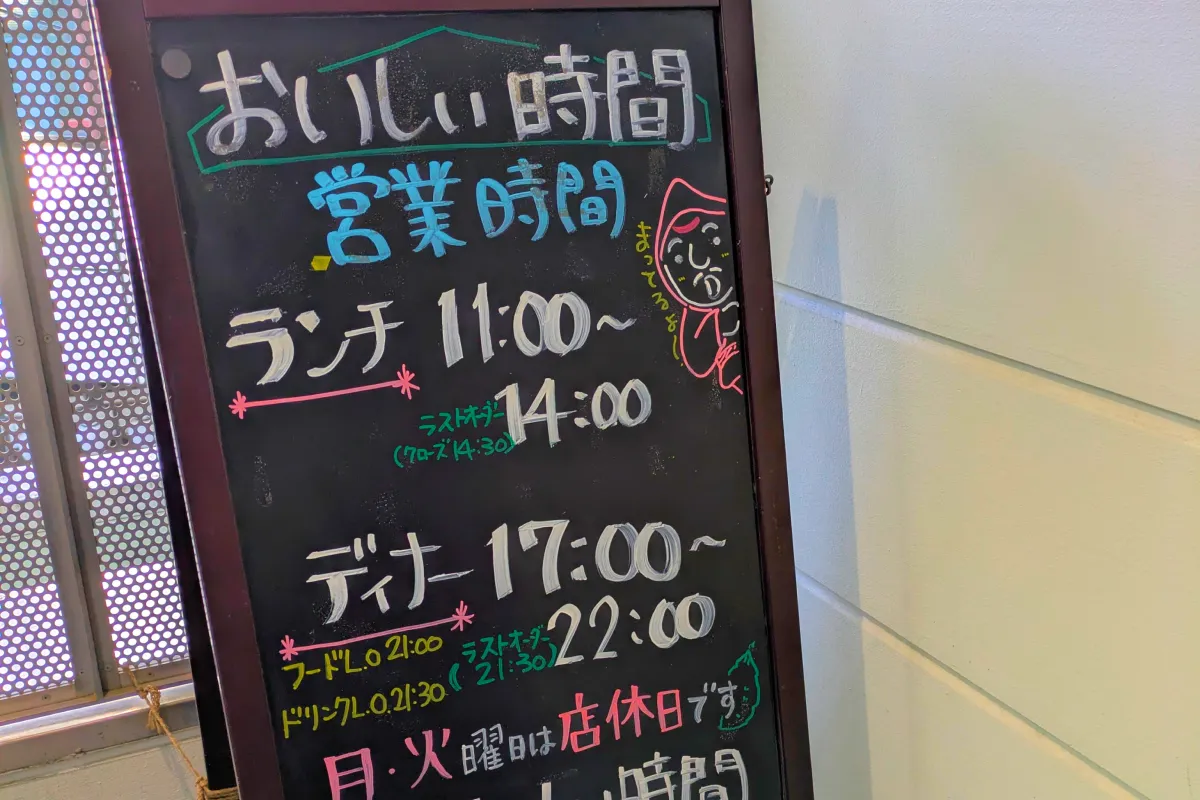 おいしい時間
営業時間
まってるよ〜
ランチ 11:00〜
ラストオーダー 14:00
(クローズ14:30)
ディナー 17:00〜
22:00
ラストオーダー
(21:30)
フードL.O 21:00
ドリンクL.O.21:30
月・火曜日は店休日です
い時間